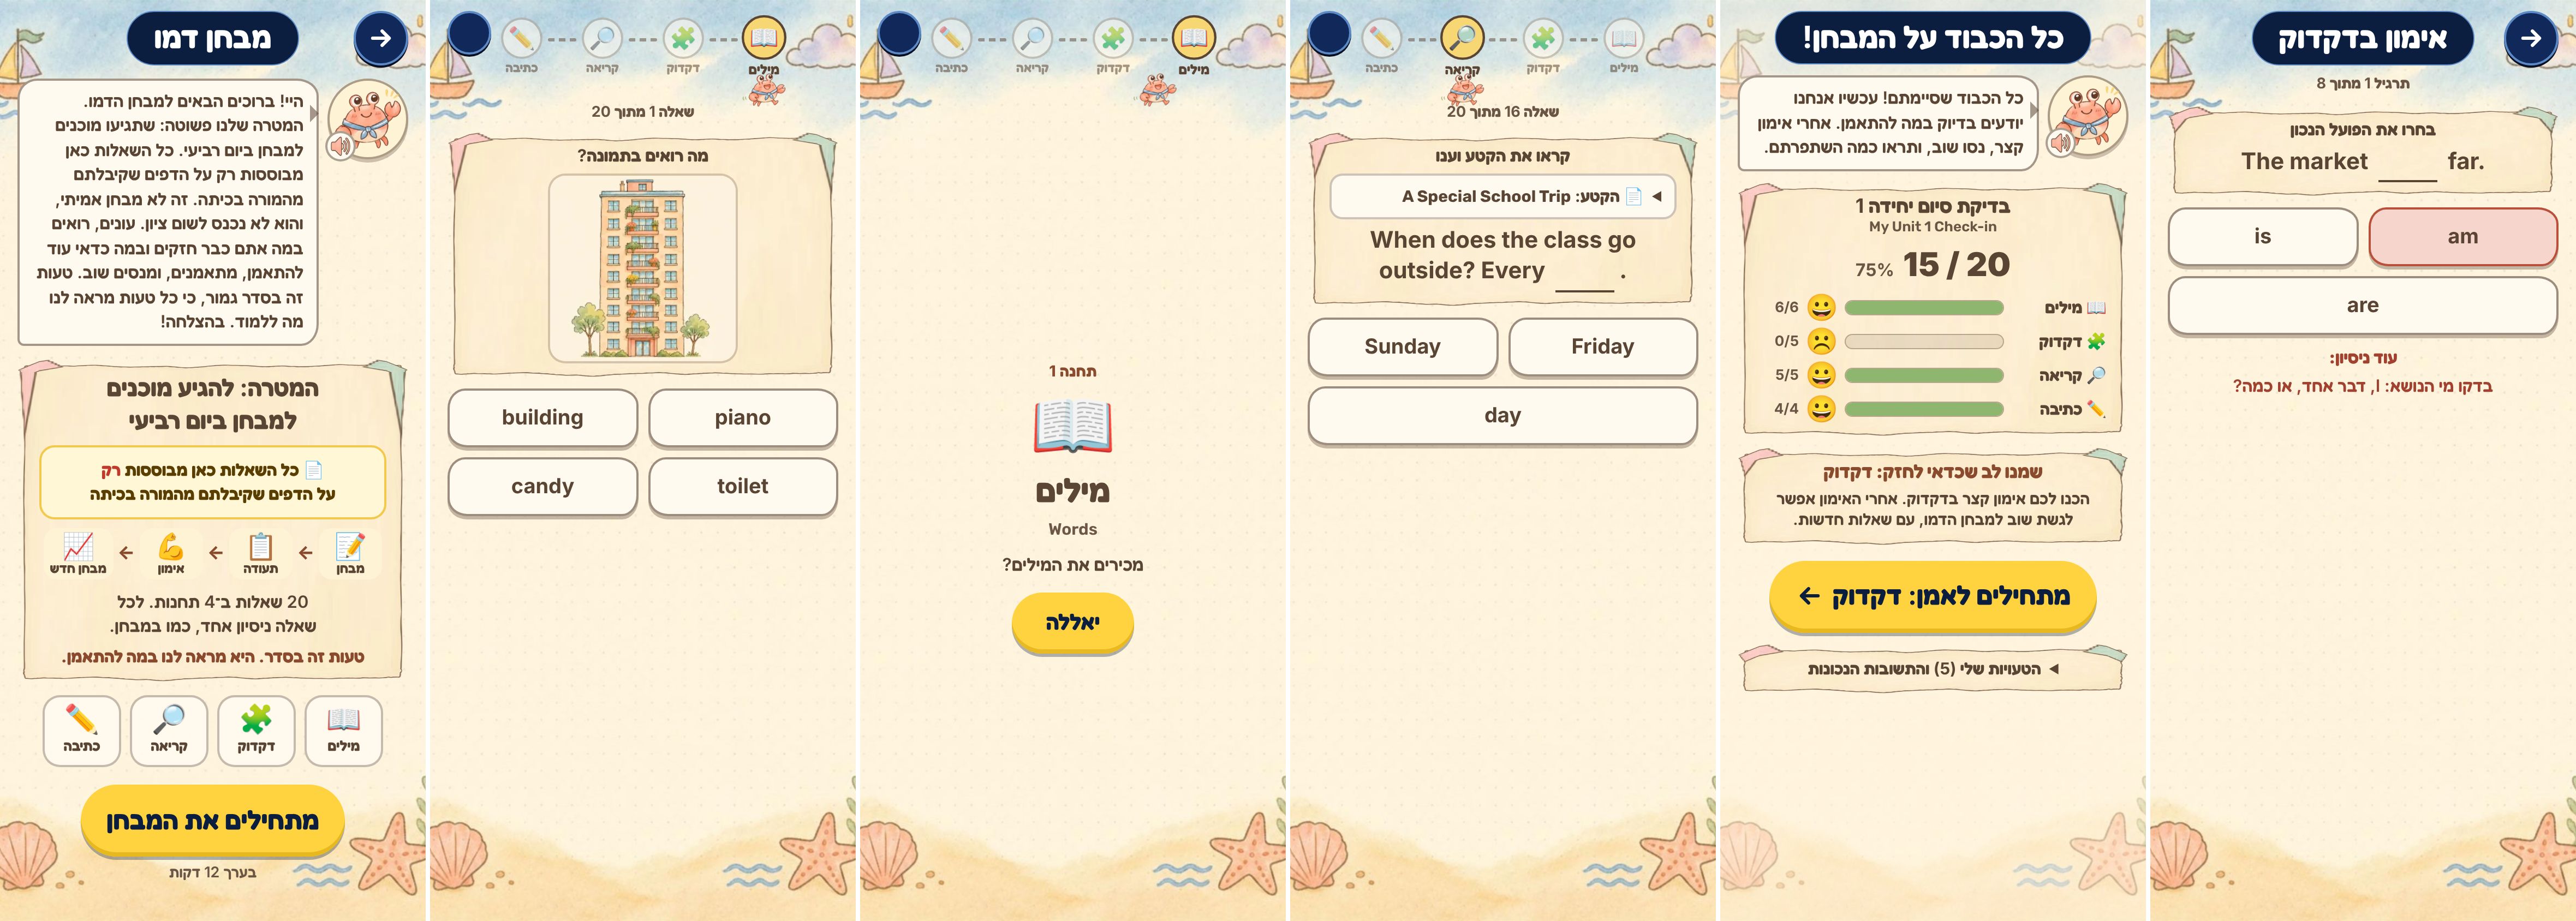 מבחן דמו
היי! ברוכים הבאים למבחן הדמו.
המטרה שלנו פשוטה: שתגיעו מוכנים
למבחן ביום רביעי. כל השאלות כאן
מבוססות רק על הדפים שקיבלתם
מהמורה בכיתה. זה לא מבחן אמיתי,
והוא לא נכנס לשום ציון. עונים, רואים
במה אתם כבר חזקים ובמה כדאי עוד
להתאמן, מתאמנים, ומנסים שוב. טעות
זה בסדר גמור, כי כל טעות מראה לנו
מה ללמוד. בהצלחה!
המטרה: להגיע מוכנים
למבחן ביום רביעי
כל השאלות כאן מבוססות רק
על הדפים שקיבלתם מהמורה בכיתה
מבחן ← תעודה ← אימון ← מבחן חדש
20 שאלות ב־4 תחנות. לכל
שאלה ניסיון אחד, כמו במבחן.
טעות זה בסדר. היא מראה לנו במה להתאמן.
מילים דקדוק קריאה כתיבה
מתחילים את המבחן
בערך 12 דקות
מילים דקדוק קריאה כתיבה
שאלה 1 מתוך 20
מה רואים בתמונה?
building piano
candy toilet
מילים דקדוק קריאה כתיבה
תחנה 1
מילים
Words
מכירים את המילים?
יאללה
מילים דקדוק קריאה כתיבה
שאלה 16 מתוך 20
קראו את הקטע וענו
הקטע: A Special School Trip
When does the class go
outside? Every ____ .
Sunday Friday
day
כל הכבוד על המבחן!
כל הכבוד שסיימתם! עכשיו אנחנו
יודעים בדיוק במה להתאמן. אחרי אימון
קצר, נסו שוב, ותראו כמה השתפרתם.
בדיקת סיום יחידה 1
My Unit 1 Check-in
75% 15 / 20
מילים 6/6
דקדוק 0/5
קריאה 5/5
כתיבה 4/4
שמנו לב שכדאי לחזק: דקדוק
הכנו לכם אימון קצר בדקדוק. אחרי האימון אפשר
לגשת שוב למבחן הדמו, עם שאלות חדשות.
מתחילים לאמן: דקדוק ←
הטעויות שלי (5) והתשובות הנכונות
אימון בדקדוק
תרגיל 1 מתוך 8
בחרו את הפועל הנכון
The market ____ far.
is am
are
עוד ניסיון:
בדקו מי הנושא: I, דבר אחד, או כמה?